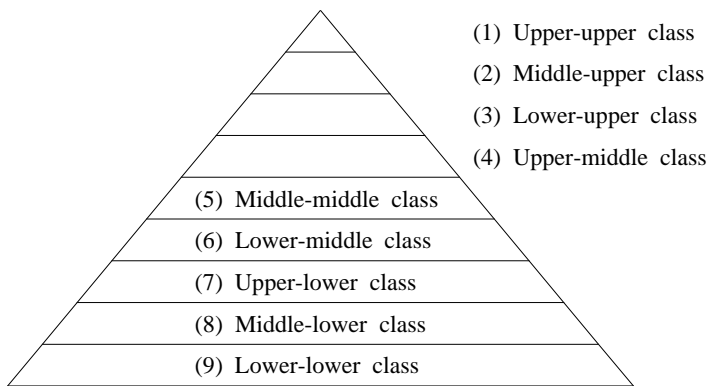 (1) Upper-upper class
(2) Middle-upper class
(3) Lower-upper class
(4) Upper-middle class
(5) Middle-middle class
(6) Lower-middle class
(7) Upper-lower class
(8) Middle-lower class
(9) Lower-lower class